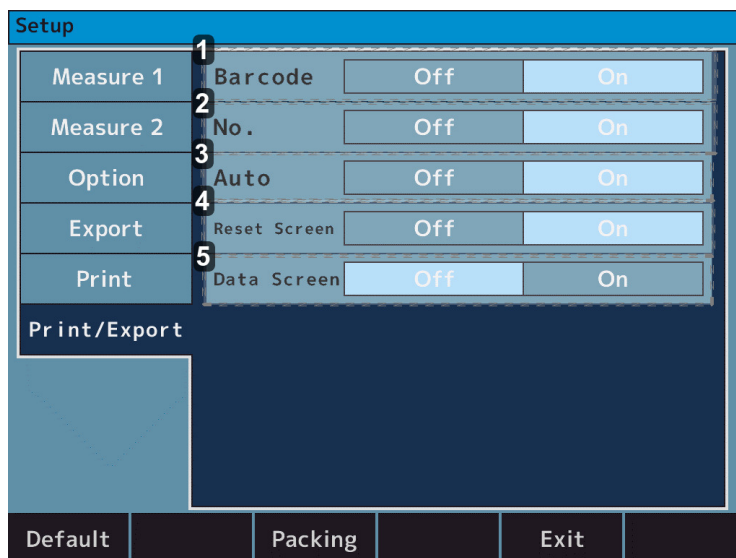 Setup
Measure 1
Measure 2
Option
Export
Print
Print/Export
1 Barcode Off On
2 No. Off On
3 Auto Off On
4 Reset Screen Off On
5 Data Screen Off On
Default Packing Exit